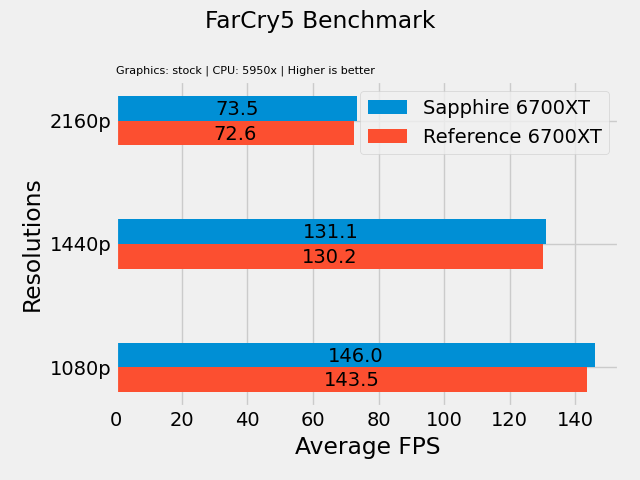 FarCry5 Benchmark
Graphics: stock | CPU: 5950x | Higher is better
Sapphire 6700XT
Reference 6700XT
Resolutions
2160p
73.5
72.6
1440p
131.1
130.2
1080p
146.0
143.5
0 20 40 60 80 100 120 140
Average FPS